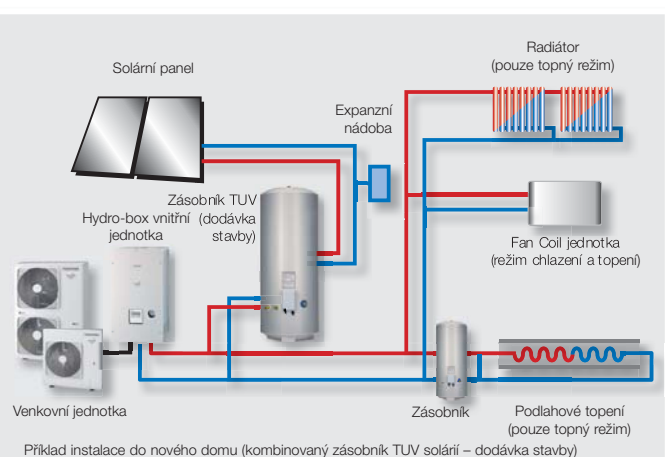 Solární panel
Radiátor
(pouze topný režim)
Expanzní
nádoba
Zásobník TUV
(dodávka
stavby)
Hydro-box vnitřní
jednotka
Fan Coil jednotka
(režim chlazení a topení)
Venkovní jednotka
Zásobník
Podlahové topení
(pouze topný režim)
Příklad instalace do nového domu (kombinovaný zásobník TUV solárií – dodávka stavby)